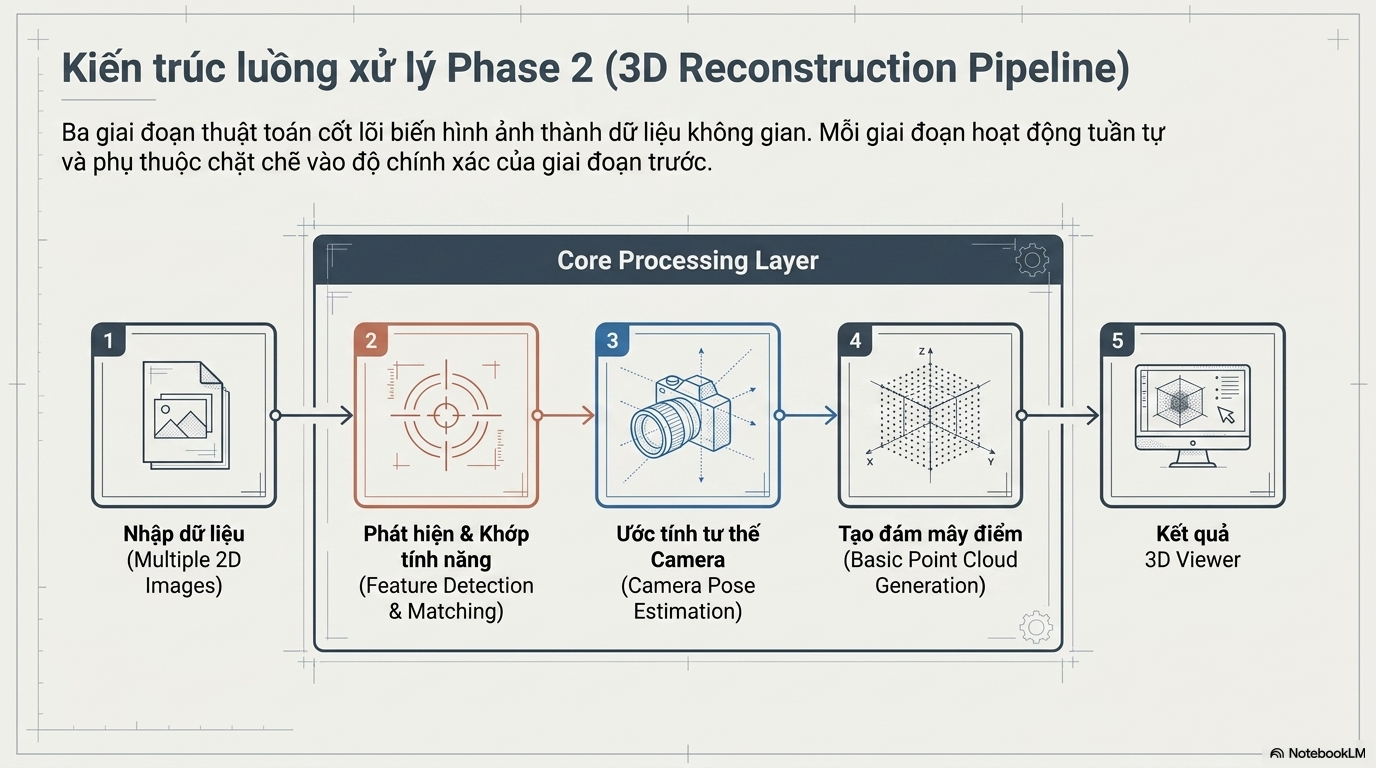 Kiến trúc luồng xử lý Phase 2 (3D Reconstruction Pipeline)
Ba giai đoạn thuật toán cốt lõi biến hình ảnh thành dữ liệu không gian. Mỗi giai đoạn hoạt động tuần tự
và phụ thuộc chặt chẽ vào độ chính xác của giai đoạn trước.
Core Processing Layer
1
Nhập dữ liệu
(Multiple 2D
Images)
2
Phát hiện & Khớp
tính năng
(Feature Detection
& Matching)
3
Ước tính tư thế
Camera
(Camera Pose
Estimation)
4
Z
X
Y
Tạo đám mây điểm
(Basic Point Cloud
Generation)
5
Kết quả
3D Viewer
NotebookLM